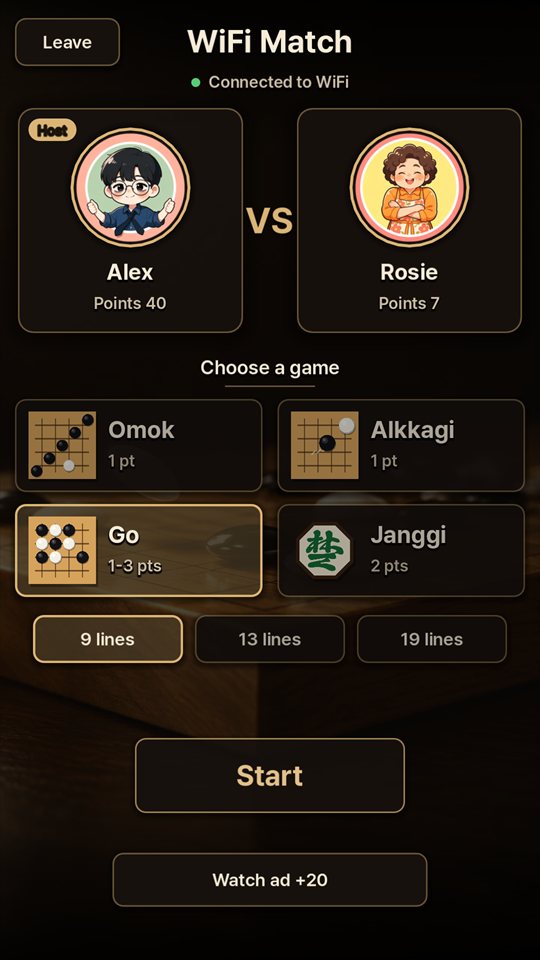 Leave
WiFi Match
Connected to WiFi
Host
VS
Alex
Points 40
Rosie
Points 7
Choose a game
Omok
1 pt
Alkkagi
1 pt
Go
1-3 pts
楚
Janggi
2 pts
9 lines
13 lines
19 lines
Start
Watch ad +20